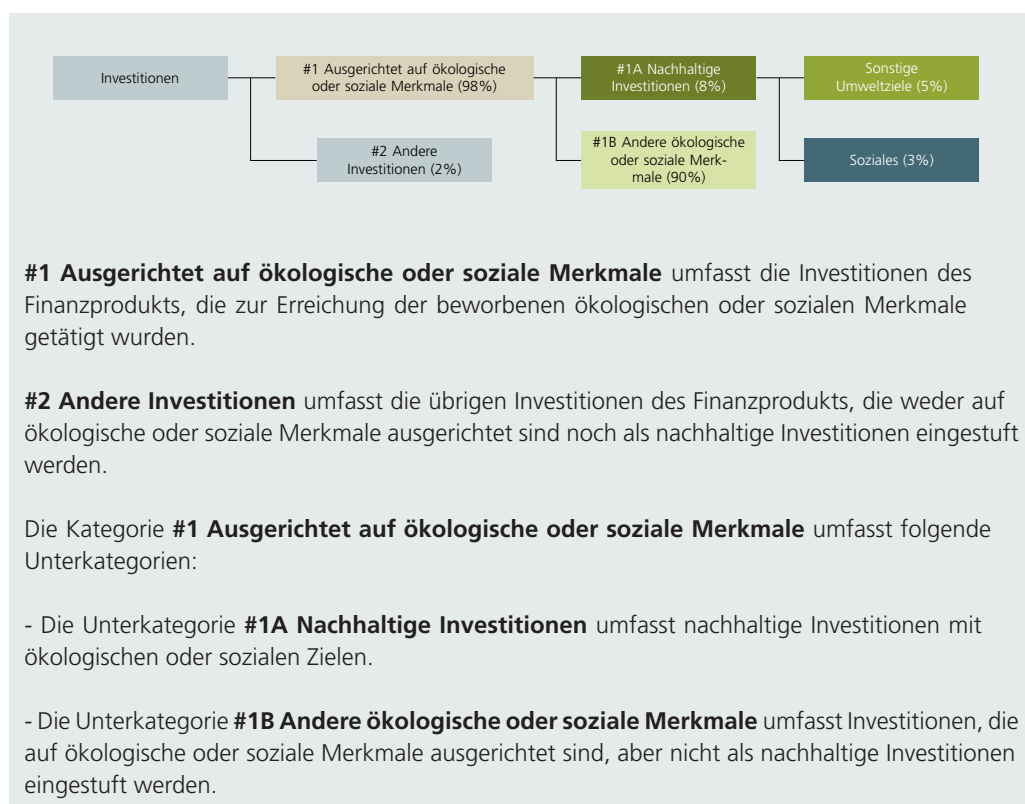 Investitionen
#1 Ausgerichtet auf ökologische
oder soziale Merkmale (98%)
#1A Nachhaltige
Investitionen (8%)
Sonstige
Umweltziele (5%)
#2 Andere
Investitionen (2%)
#1B Andere ökologische
oder soziale Merk-
male (90%)
Soziales (3%)
#1 Ausgerichtet auf ökologische oder soziale Merkmale umfasst die Investitionen des
Finanzprodukts, die zur Erreichung der beworbenen ökologischen oder sozialen Merkmale
getätigt wurden.
#2 Andere Investitionen umfasst die übrigen Investitionen des Finanzprodukts, die weder auf
ökologische oder soziale Merkmale ausgerichtet sind noch als nachhaltige Investitionen eingestuft
werden.
Die Kategorie #1 Ausgerichtet auf ökologische oder soziale Merkmale umfasst folgende
Unterkategorien:
- Die Unterkategorie #1A Nachhaltige Investitionen umfasst nachhaltige Investitionen mit
ökologischen oder sozialen Zielen.
- Die Unterkategorie #1B Andere ökologische oder soziale Merkmale umfasst Investitionen, die
auf ökologische oder soziale Merkmale ausgerichtet sind, aber nicht als nachhaltige Investitionen
eingestuft werden.